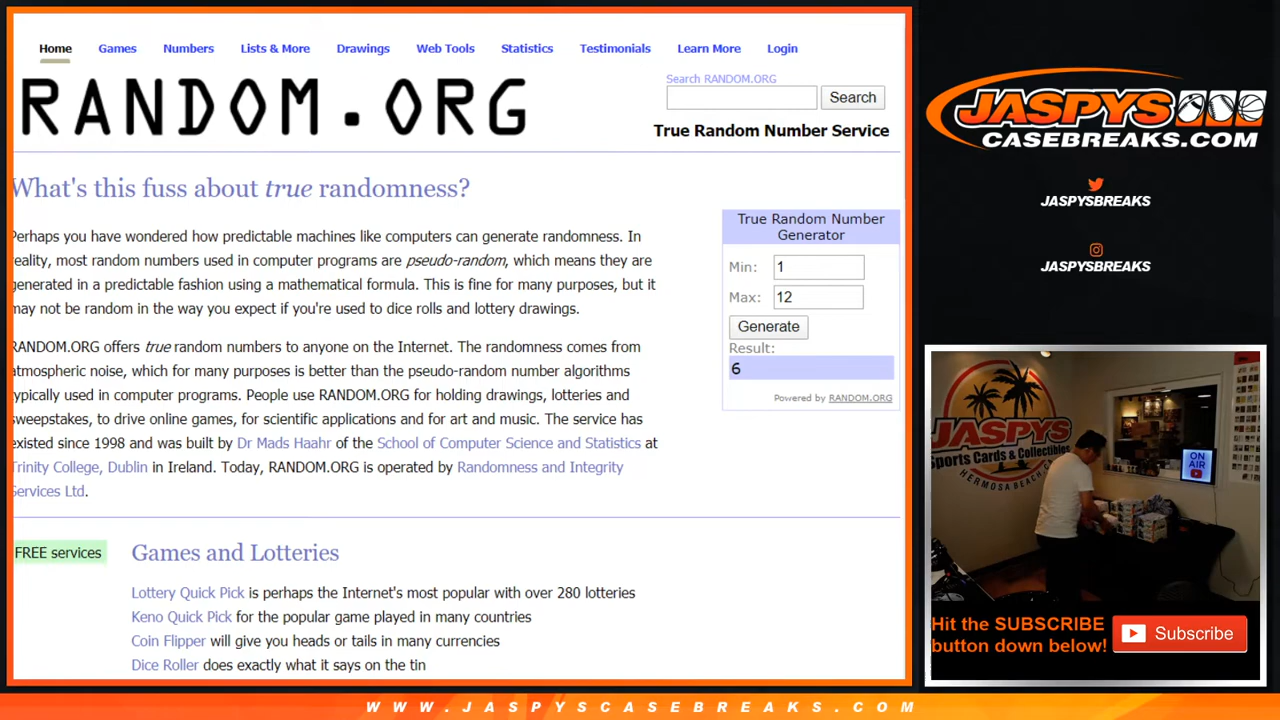 Home Games Numbers Lists & More Drawings Web Tools Statistics Testimonials Learn More Login
RANDOM.ORG
Search RANDOM.ORG
Search
True Random Number Service
What's this fuss about true randomness?
Perhaps you have wondered how predictable machines like computers can generate randomness. In
reality, most random numbers used in computer programs are pseudo-random, which means they are
generated in a predictable fashion using a mathematical formula. This is fine for many purposes, but it
may not be random in the way you expect if you're used to dice rolls and lottery drawings.
RANDOM.ORG offers true random numbers to anyone on the Internet. The randomness comes from
atmospheric noise, which for many purposes is better than the pseudo-random number algorithms
typically used in computer programs. People use RANDOM.ORG for holding drawings, lotteries and
sweepstakes, to drive online games, for scientific applications and for art and music. The service has
existed since 1998 and was built by Dr Mads Haahr of the School of Computer Science and Statistics at
Trinity College, Dublin in Ireland. Today, RANDOM.ORG is operated by Randomness and Integrity
Services Ltd.
True Random Number
Generator
Min: 1
Max: 12
Generate
Result:
6
Powered by RANDOM.ORG
FREE services
Games and Lotteries
Lottery Quick Pick is perhaps the Internet's most popular with over 280 lotteries
Keno Quick Pick for the popular game played in many countries
Coin Flipper will give you heads or tails in many currencies
Dice Roller does exactly what it says on the tin
JASPYS
CASEBREAKS.COM
JASPYSBREAKS
JASPYSBREAKS
JASPYS
Sports Cards & Collectibles
HERMOSA BEACH
ON
AIR
Hit the SUBSCRIBE
button down below!
Subscribe
WWW.JASPYSCASEBREAKS.COM